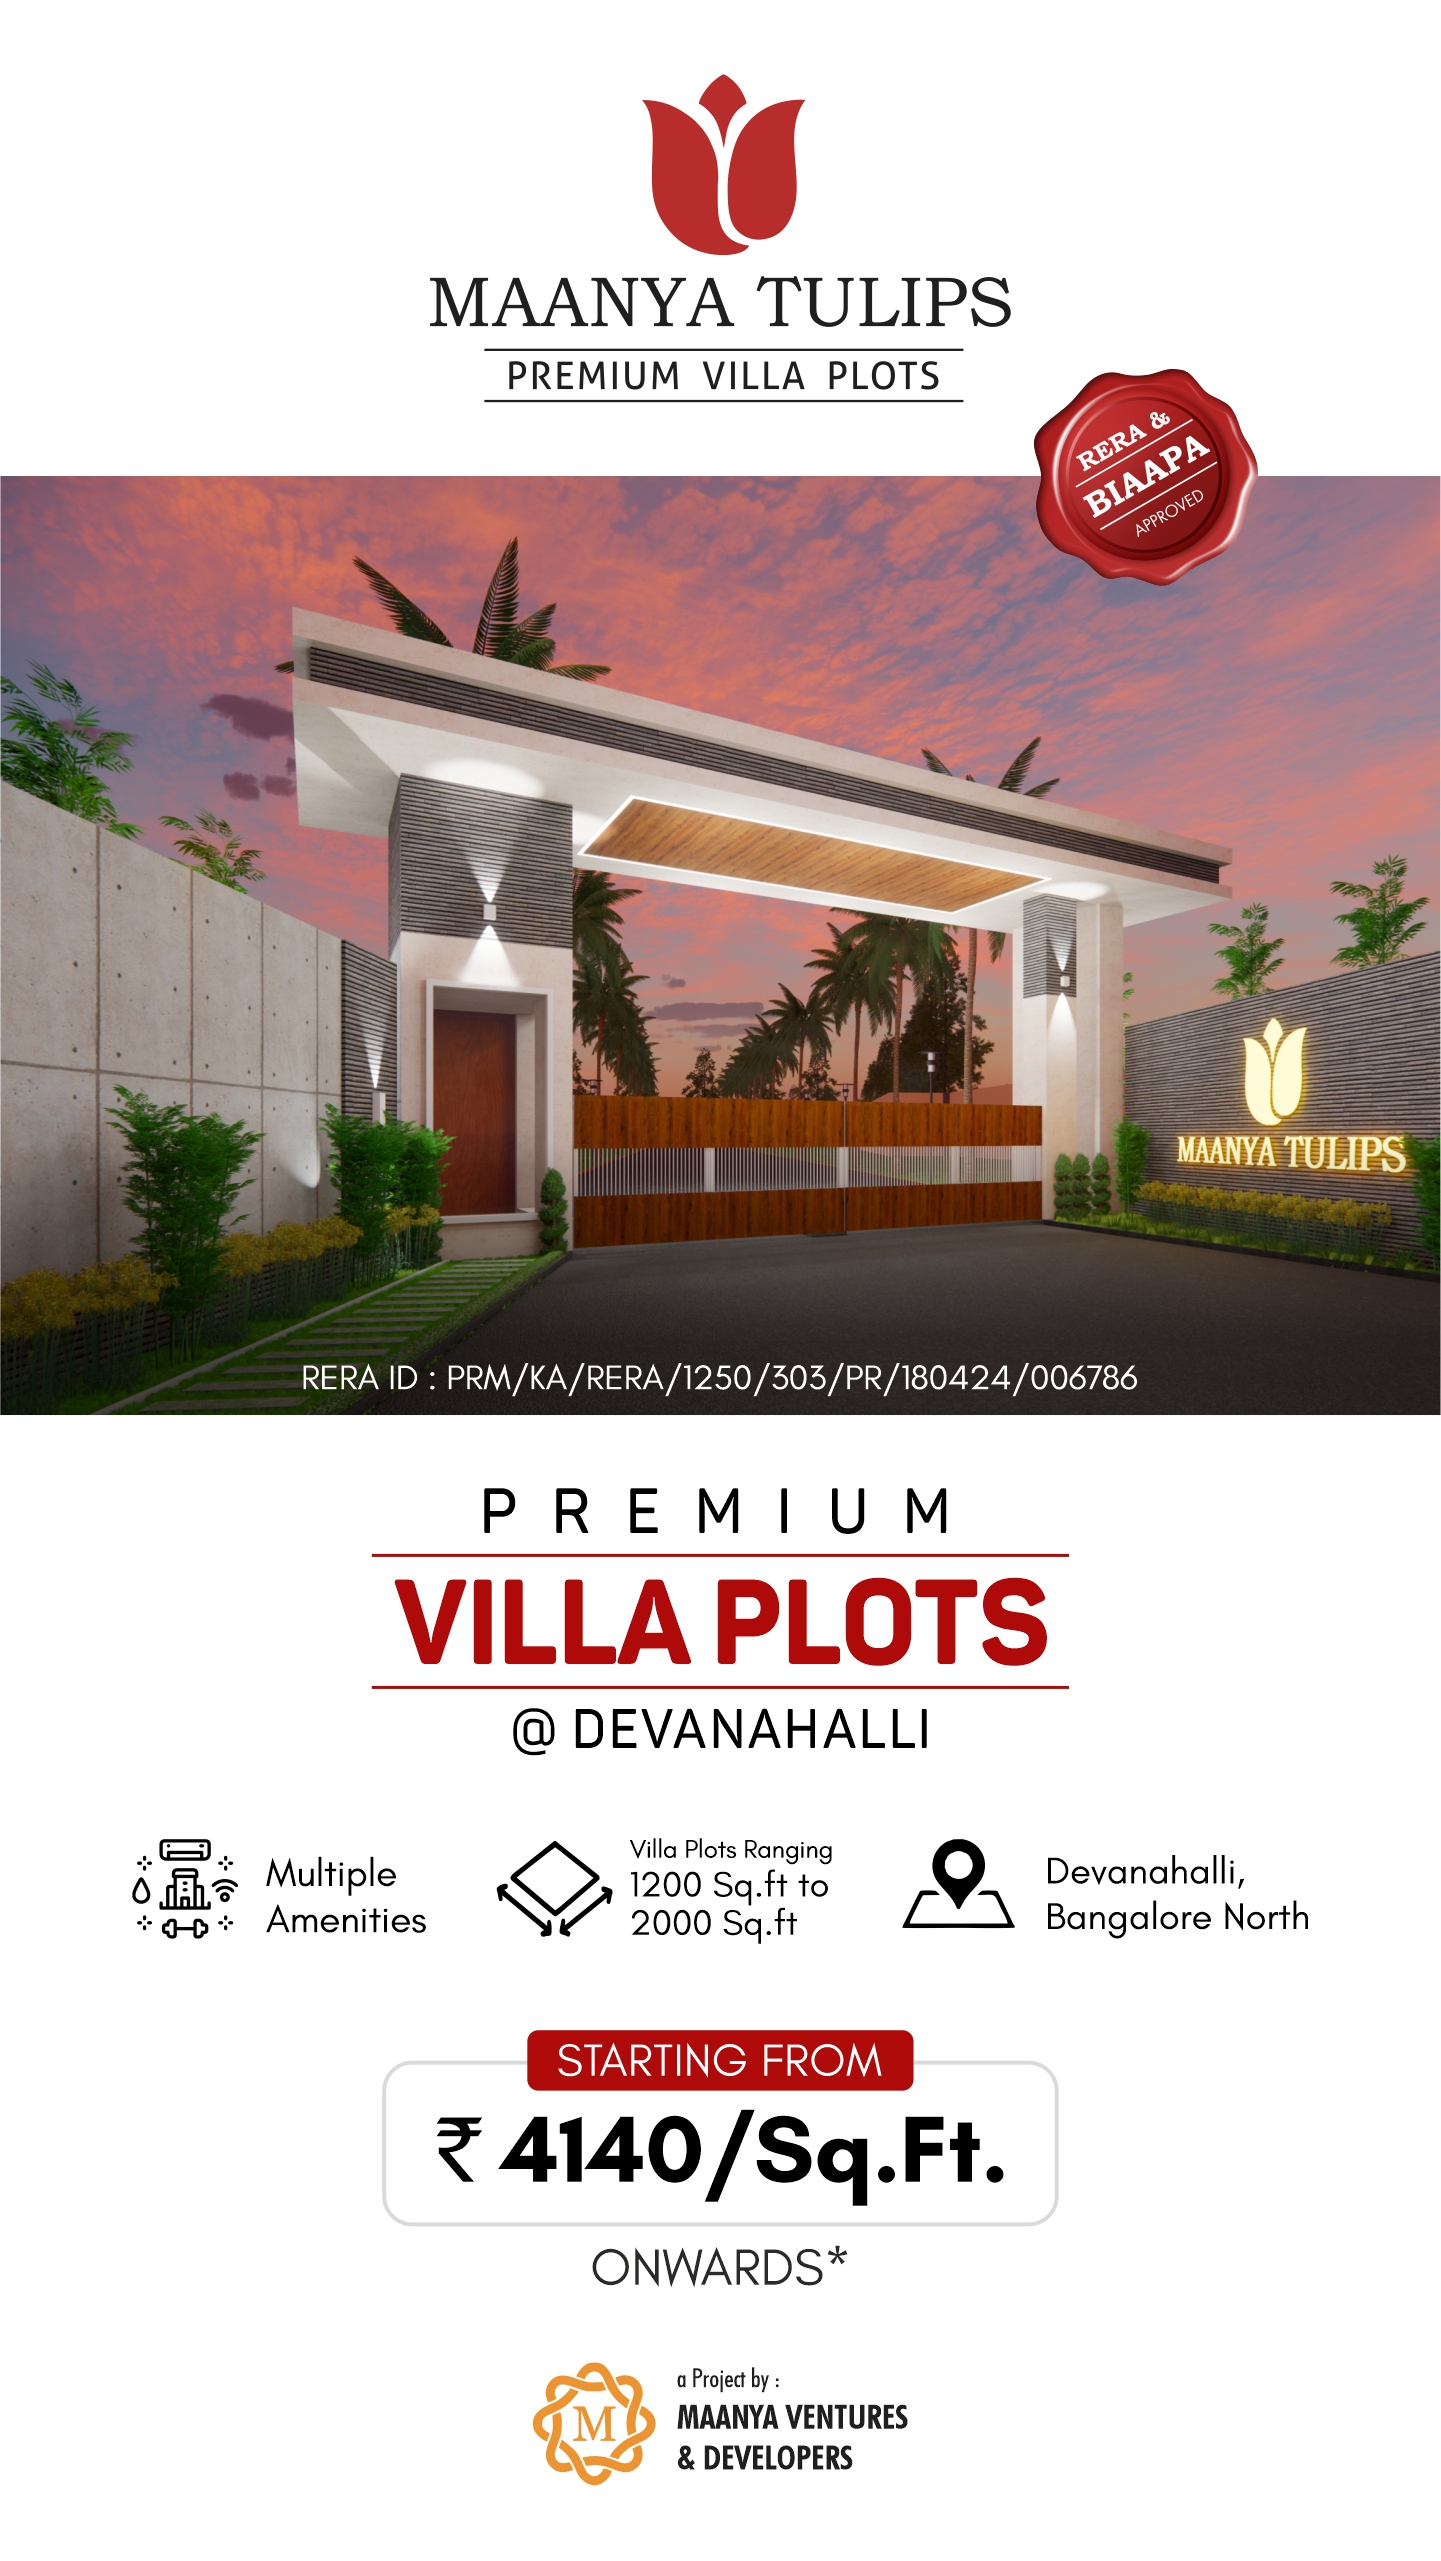 MAANYA TULIPS
PREMIUM VILLA PLOTS
RERA &
BIAAPA
APPROVED
MAANYA TULIPS
RERA ID : PRM/KA/RERA/1250/303/PR/180424/006786
PREMIUM
VILLA PLOTS
@ DEVANAHALLI
Multiple
Amenities
Villa Plots Ranging
1200 Sq.ft to
2000 Sq.ft
Devanahalli,
Bangalore North
STARTING FROM
₹ 4140/Sq.Ft.
ONWARDS*
M
a Project by :
MAANYA VENTURES
& DEVELOPERS